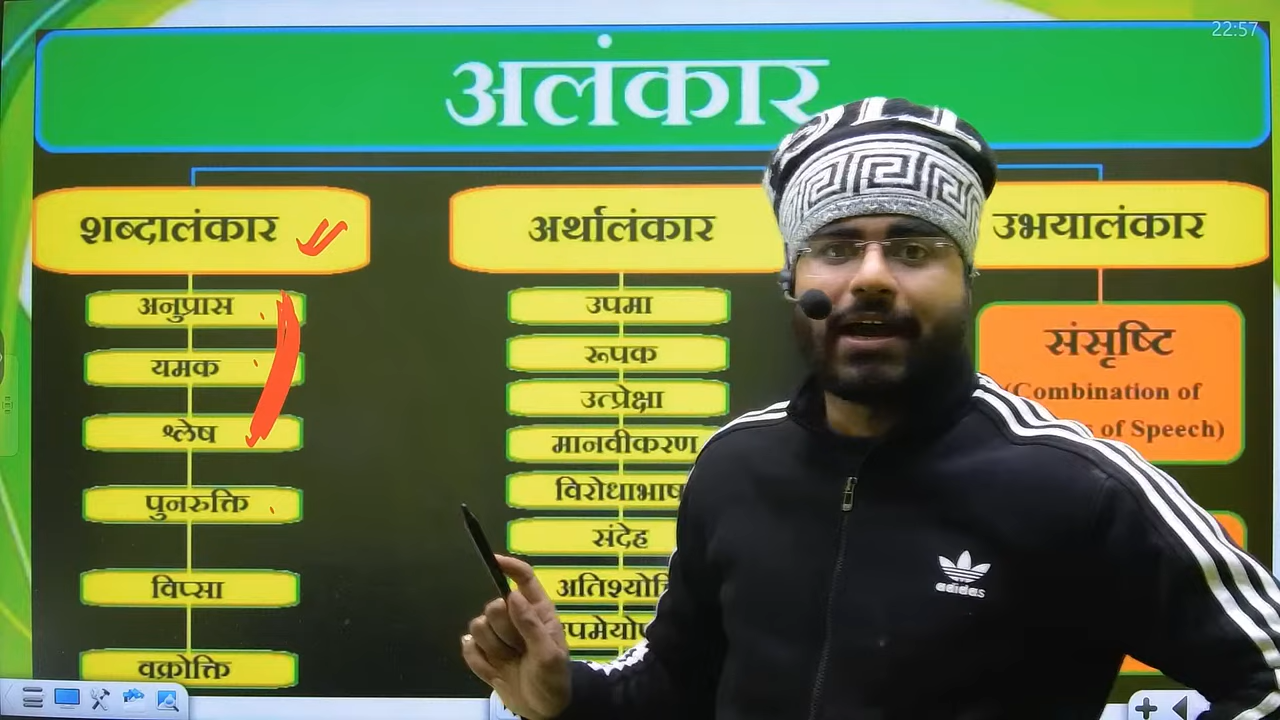 22:57
अलंकार
शब्दालंकार
अर्थालंकार
उभयालंकार
अनुप्रास
यमक
श्लेष
पुनरुक्ति
विप्सा
वक्रोक्ति
उपमा
रूपक
उत्प्रेक्षा
मानवीकरण
विरोधाभाष
संदेह
संसृष्टि
(Combination of
of Speech)
adidas